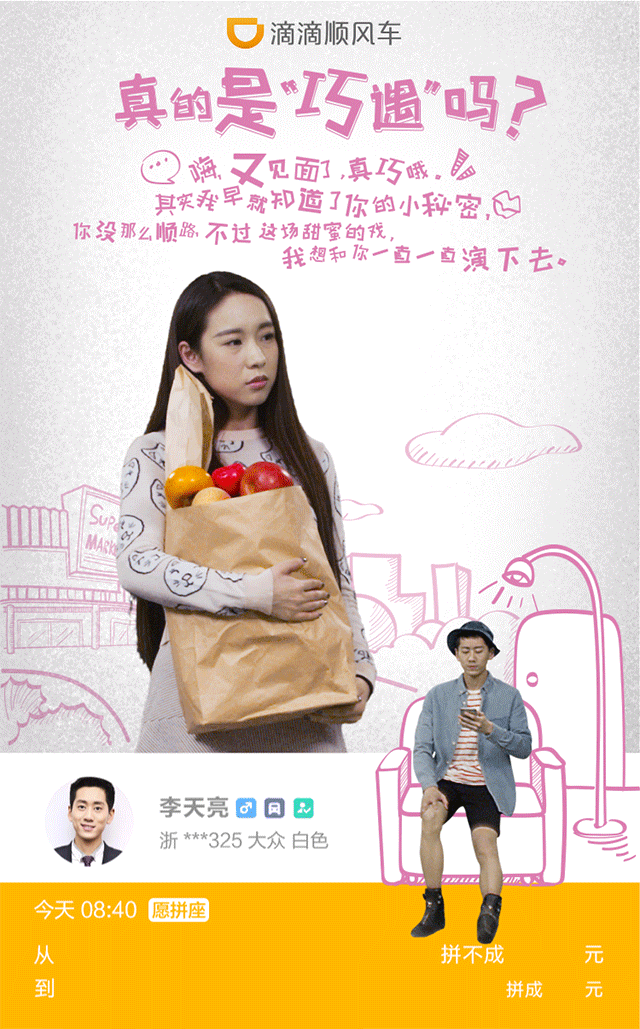 滴滴顺风车
真的是“巧遇”吗?
嗨,又见面了,真巧哦。
其实我早就知道了你的小秘密,
你没那么顺路,不过这场甜蜜的戏,
我想和你一直一直演下去。
Super
MARK
李天亮
浙 ***325 大众 白色
今天 08:40 愿拼座
从 拼不成 元
到 拼成 元